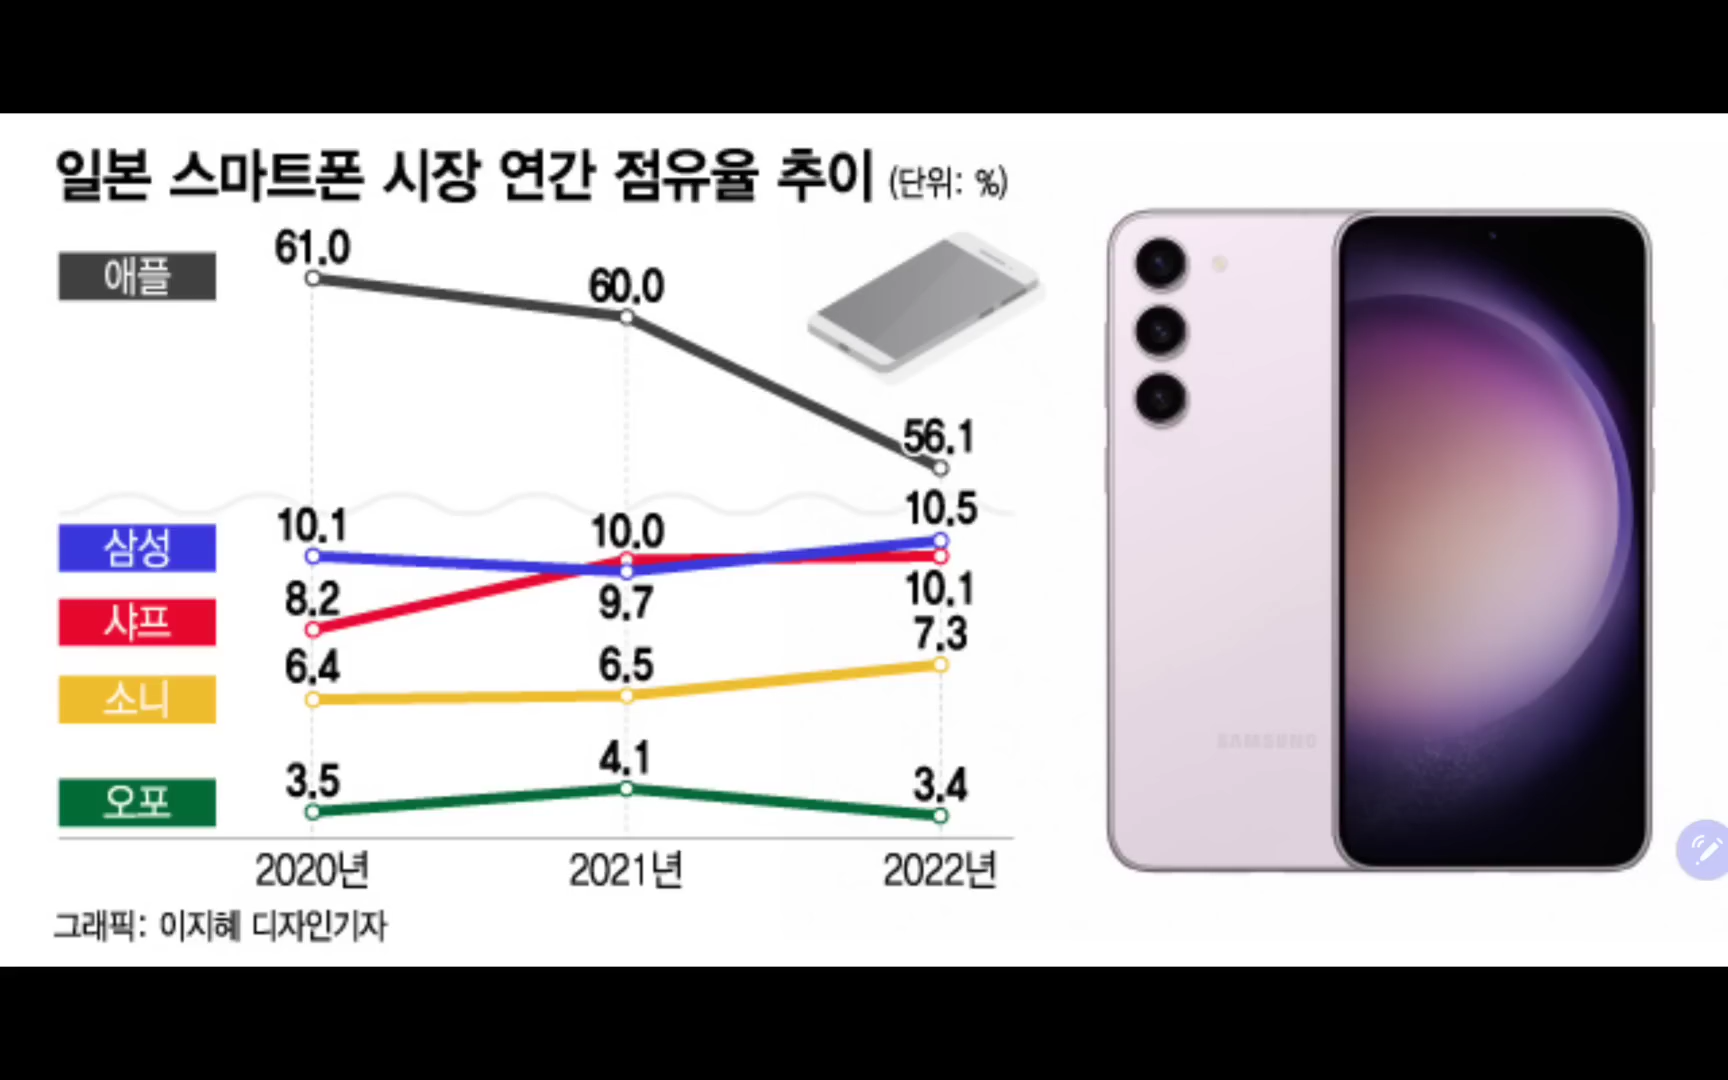 일본 스마트폰 시장 연간 점유율 추이 (단위: %)
애플
61.0
60.0
56.1
삼성
10.1
10.0
10.5
샤프
8.2
9.7
10.1
소니
6.4
6.5
7.3
오포
3.5
4.1
3.4
2020년
2021년
2022년
그래픽: 이지혜 디자인기자
SAMSUNG